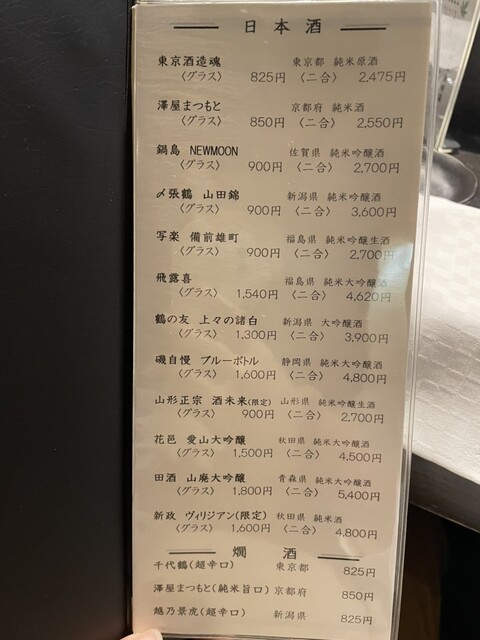 日本酒
東京酒造魂 東京都 純米原酒
〈グラス〉 825円 〈二合〉 2,475円
澤屋まつもと 京都府 純米酒
〈グラス〉 850円 〈二合〉 2,550円
鍋島 NEWMOON 佐賀県 純米吟醸酒
〈グラス〉 900円 〈二合〉 2,700円
〆張鶴 山田錦 新潟県 純米吟醸酒
〈グラス〉 900円 〈二合〉 3,600円
写楽 備前雄町 福島県 純米吟醸生酒
〈グラス〉 900円 〈二合〉 2,700円
飛露喜 福島県 純米大吟醸酒
〈グラス〉 1,540円 〈二合〉 4,620円
鶴の友 上々の諸白 新潟県 大吟醸酒
〈グラス〉 1,300円 〈二合〉 3,900円
磯自慢 ブルーボトル 静岡県 純米大吟醸酒
〈グラス〉 1,600円 〈二合〉 4,800円
山形正宗 酒未来(限定) 山形県 純米吟醸生酒
〈グラス〉 900円 〈二合〉 2,700円
花邑 愛山大吟醸 秋田県 純米大吟醸酒
〈グラス〉 1,500円 〈二合〉 4,500円
田酒 山廃大吟醸 青森県 純米大吟醸酒
〈グラス〉 1,800円 〈二合〉 5,400円
新政 ヴィリジアン(限定) 秋田県 純米酒
〈グラス〉 1,600円 〈二合〉 4,800円
燗酒
千代鶴(超辛口) 東京都 825円
澤屋まつもと(純米旨口) 京都府 850円
越乃景虎(超辛口) 新潟県 825円